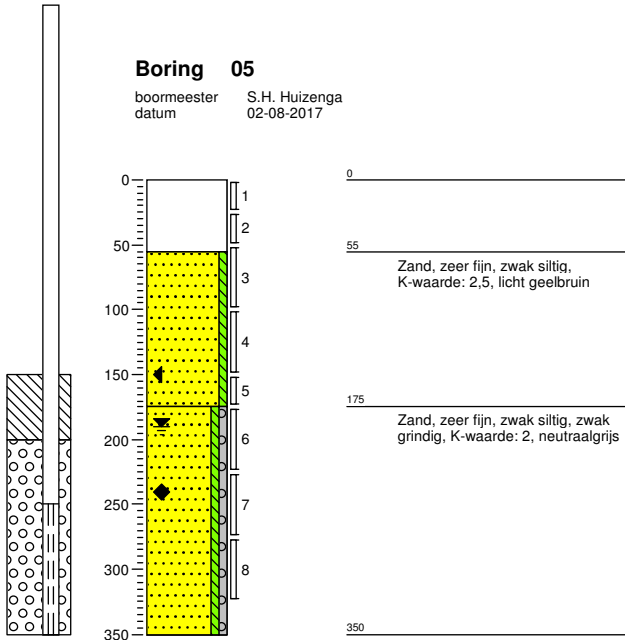 Boring 05
boormeester S.H. Huizenga
datum 02-08-2017
0
50
100
150
200
250
300
350
1
2
3
4
5
6
7
8
0
55
Zand, zeer fijn, zwak siltig,
K-waarde: 2,5, licht geelbruin
175
Zand, zeer fijn, zwak siltig, zwak
grindig, K-waarde: 2, neutraalgrijs
350